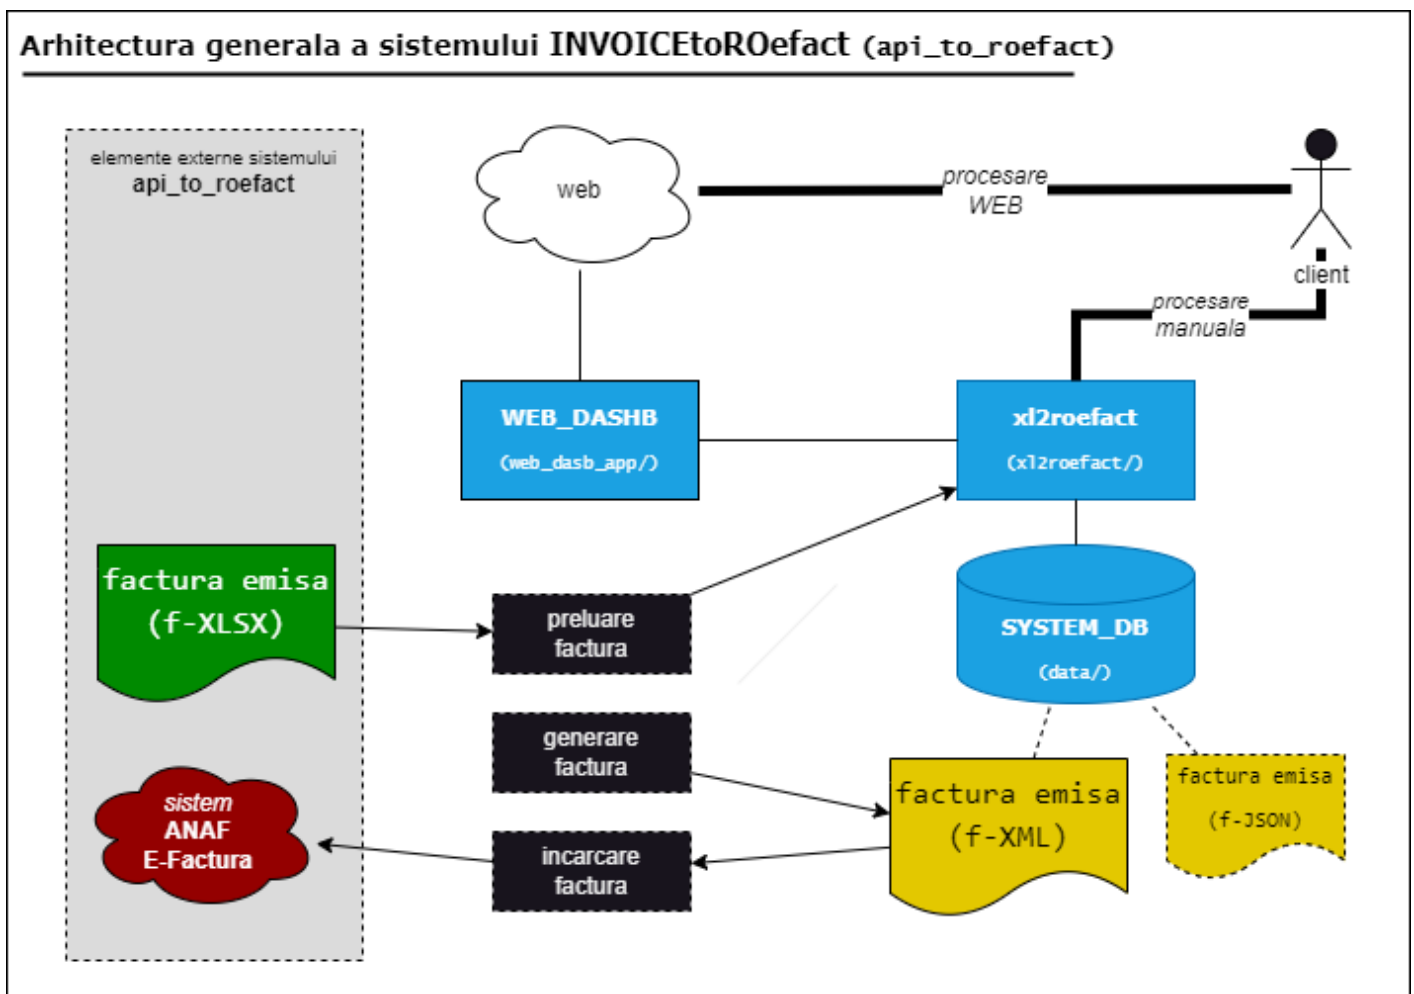 Arhitectura generala a sistemului INVOICEtoROefact (api_to_roefact)
elemente externe sistemului
api_to_roefact
web
procesare
WEB
client
procesare
manuala
WEB_DASHB
(web_dasb_app/)
xl2roefact
(xl2roefact/)
factura emisa
(f-XLSX)
preluare
factura
SYSTEM_DB
(data/)
generare
factura
factura emisa
(f-XML)
factura emisa
(f-JSON)
sistem
ANAF
E-Factura
incarcare
factura